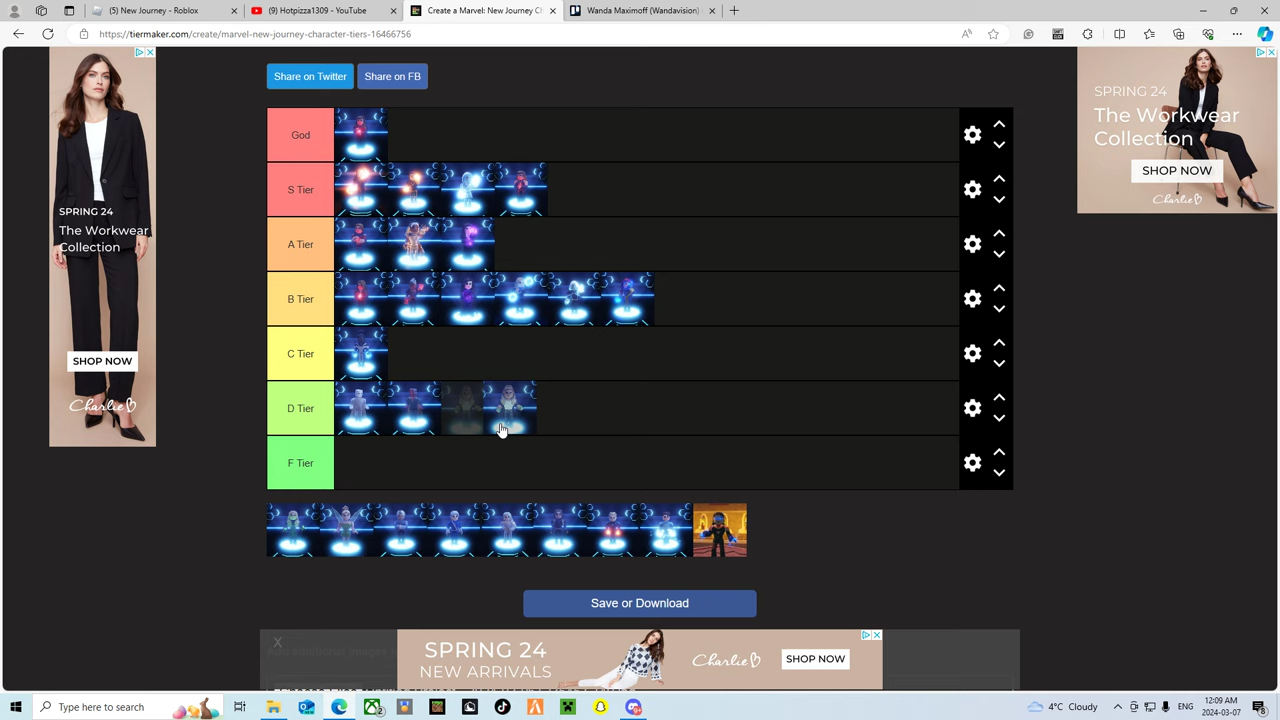 (5) New Journey - Roblox
(9) Hotpizza1309 - YouTube
Create a Marvel: New Journey Ch
Wanda Maximoff (Wandavision)
https://tiermaker.com/create/marvel-new-journey-character-tiers-16466756
Share on Twitter
Share on FB
God
S Tier
A Tier
B Tier
C Tier
D Tier
F Tier
SPRING 24
The Workwear
Collection
SHOP NOW
Charlie B
SPRING 24
The Workwear
Collection
SHOP NOW
Charlie B
Save or Download
X
SPRING 24
NEW ARRIVALS
Charlie B
SHOP NOW
Type here to search
4°C Cloudy
ENG
12:09 AM
2024-03-07